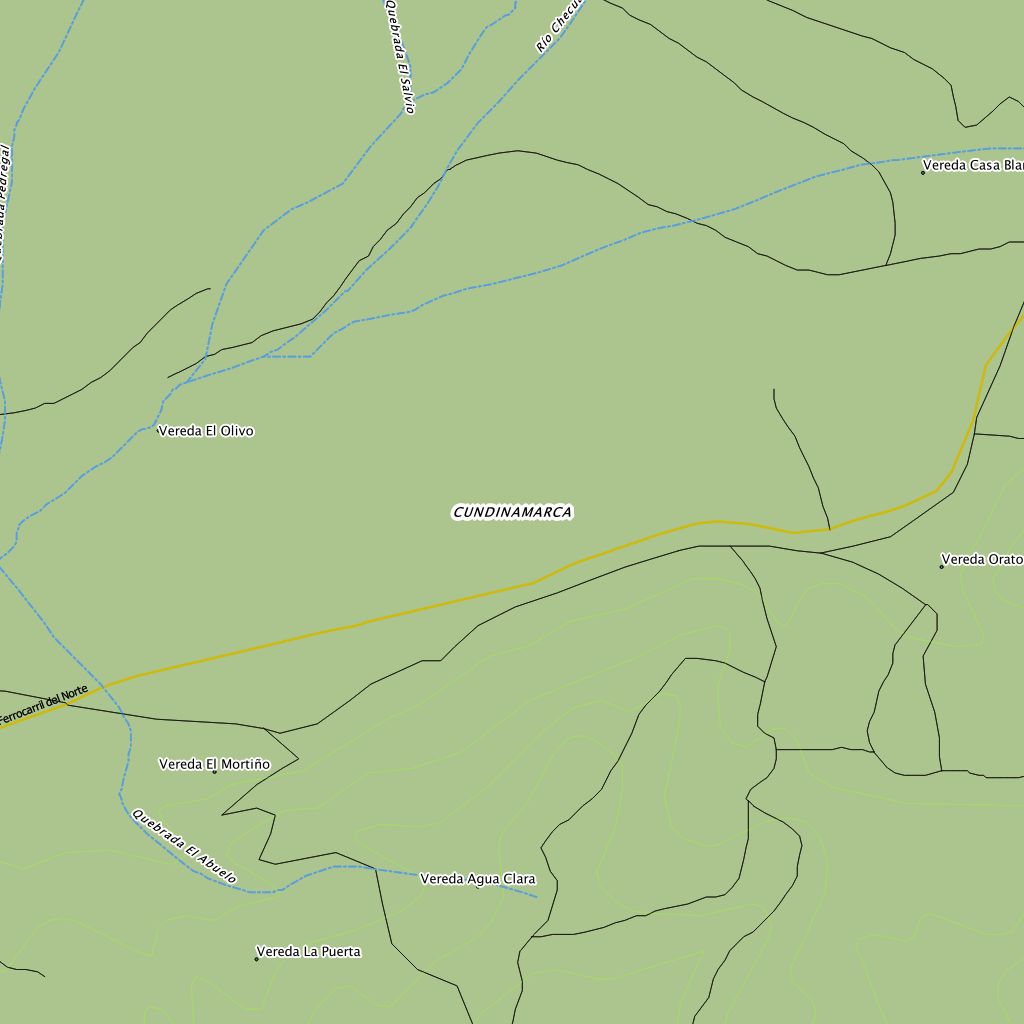 Quebrada El Salvio
Río Checua
Quebrada Pedregal
Vereda Casa Blan
Vereda El Olivo
CUNDINAMARCA
Vereda Orato
Ferrocarril del Norte
Vereda El Mortiño
Quebrada El Abuelo
Vereda Agua Clara
Vereda La Puerta